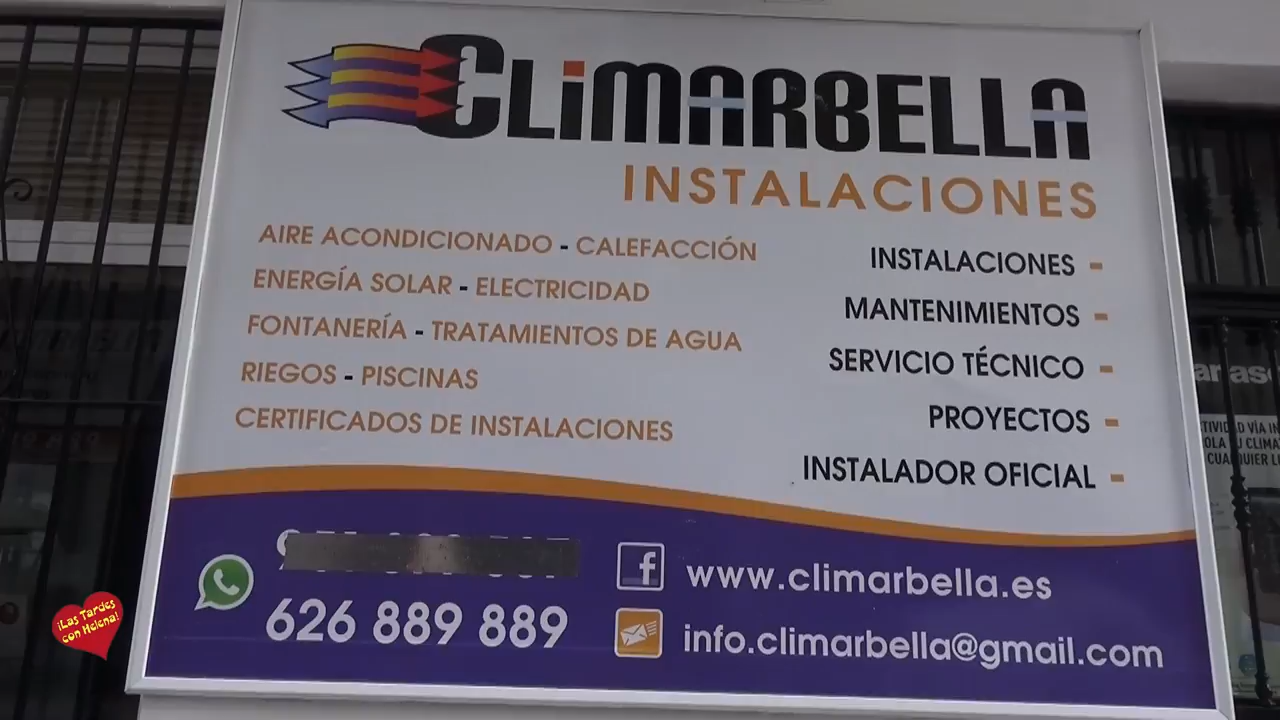 CLIMARBELLA
INSTALACIONES
AIRE ACONDICIONADO - CALEFACCIÓN
ENERGÍA SOLAR - ELECTRICIDAD
FONTANERÍA - TRATAMIENTOS DE AGUA
RIEGOS - PISCINAS
CERTIFICADOS DE INSTALACIONES
INSTALACIONES -
MANTENIMIENTOS -
SERVICIO TÉCNICO -
PROYECTOS -
INSTALADOR OFICIAL -
626 889 889
f www.climarbella.es
info.climarbella@gmail.com
¡Las Tardes
con Helena!